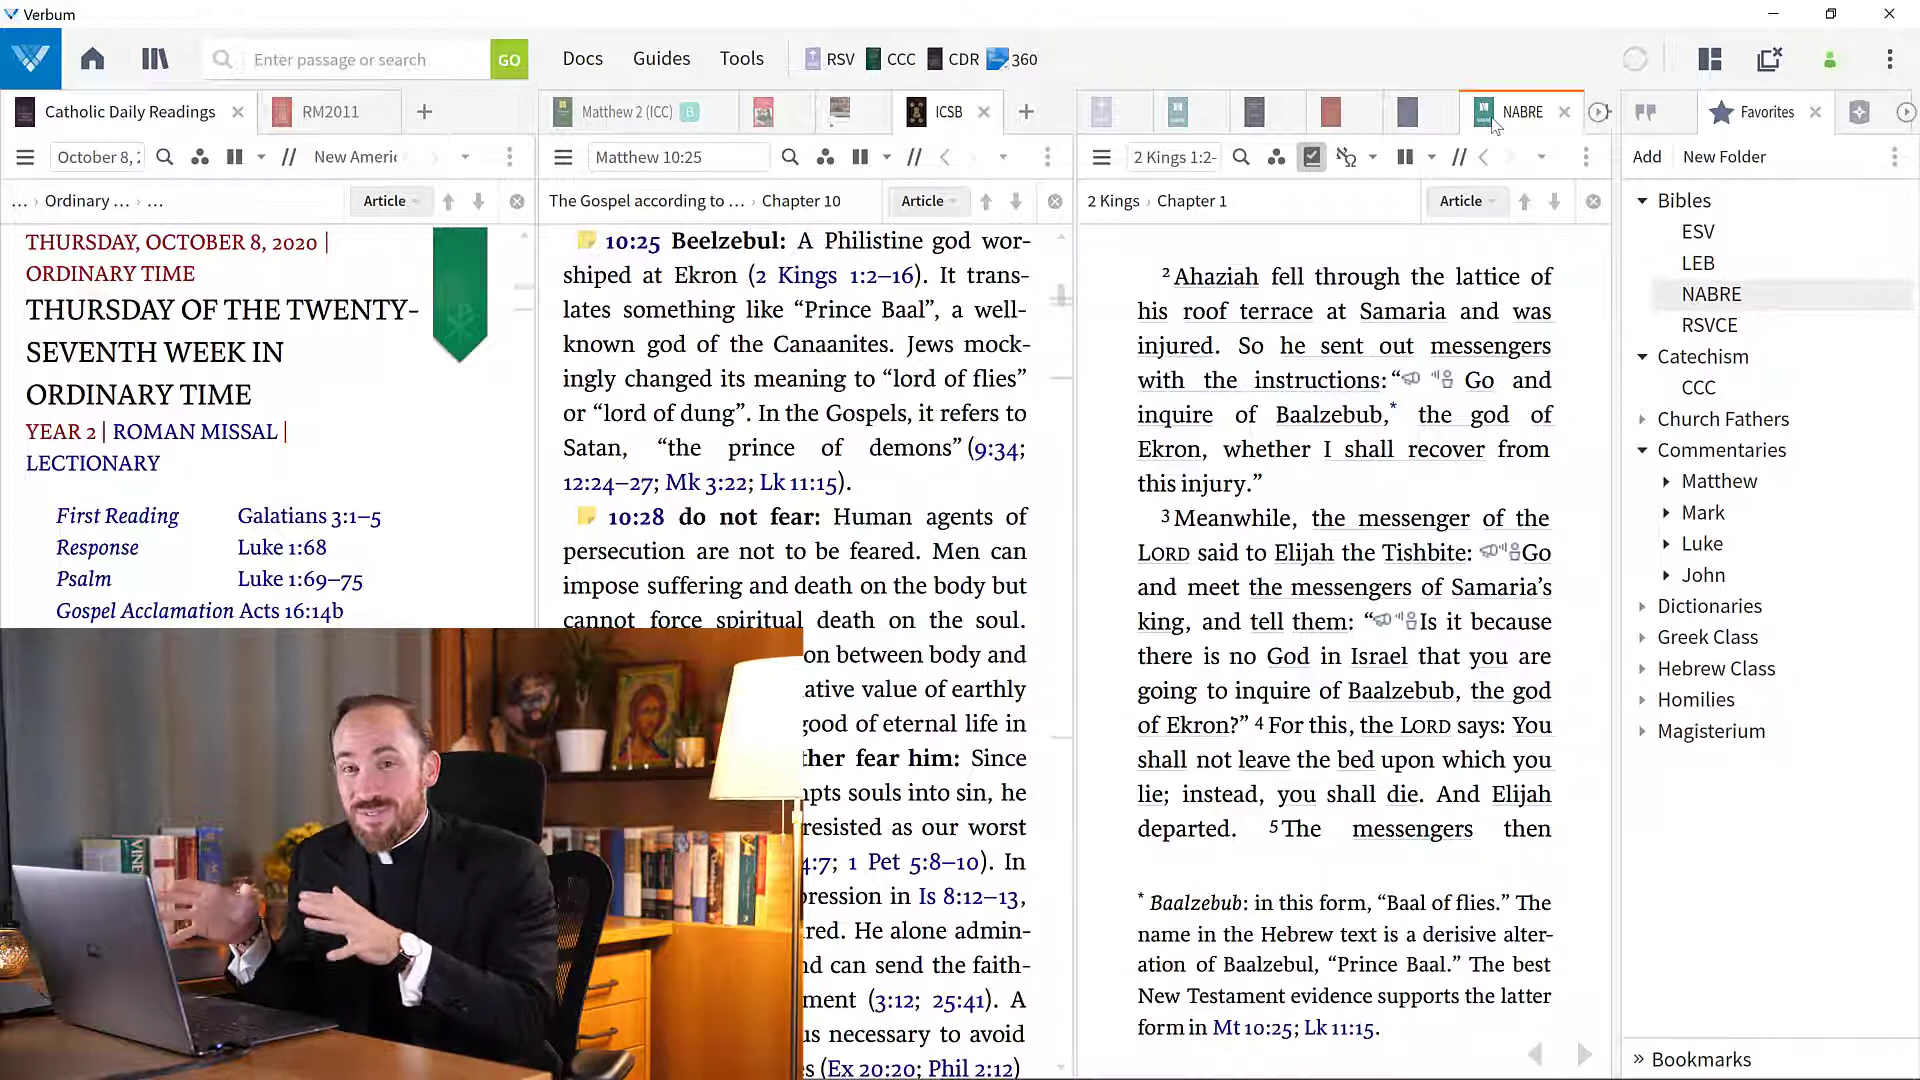 Verbum
Enter passage or search
GO
Docs
Guides
Tools
RSV
CCC
CDR
360
Catholic Daily Readings
RM2011
Matthew 2 (ICC)
B
ICSB
NABRE
Favorites
October 8, 2
New Americ
Matthew 10:25
2 Kings 1:2-
Add
New Folder
... › Ordinary ... › ...
Article
The Gospel according to ... › Chapter 10
Article
2 Kings › Chapter 1
Article
THURSDAY, OCTOBER 8, 2020 |
ORDINARY TIME
THURSDAY OF THE TWENTY-
SEVENTH WEEK IN
ORDINARY TIME
YEAR 2 | ROMAN MISSAL |
LECTIONARY
First Reading Galatians 3:1–5
Response Luke 1:68
Psalm Luke 1:69–75
Gospel Acclamation Acts 16:14b
10:25 Beelzebul: A Philistine god wor-
shiped at Ekron (2 Kings 1:2–16). It trans-
lates something like “Prince Baal”, a well-
known god of the Canaanites. Jews mock-
ingly changed its meaning to “lord of flies”
or “lord of dung”. In the Gospels, it refers to
Satan, “the prince of demons” (9:34;
12:24–27; Mk 3:22; Lk 11:15).
10:28 do not fear: Human agents of
persecution are not to be feared. Men can
impose suffering and death on the body but
cannot force spiritual death on the soul.
on between body and
ative value of earthly
good of eternal life in
ther fear him: Since
npts souls into sin, he
resisted as our worst
4:7; 1 Pet 5:8–10). In
pression in Is 8:12–13,
red. He alone admin-
nd can send the faith-
ment (3:12; 25:41). A
us necessary to avoid
s (Ex 20:20; Phil 2:12)
2 Ahaziah fell through the lattice of
his roof terrace at Samaria and was
injured. So he sent out messengers
with the instructions: “Go and
inquire of Baalzebub,* the god of
Ekron, whether I shall recover from
this injury.”
3 Meanwhile, the messenger of the
LORD said to Elijah the Tishbite: Go
and meet the messengers of Samaria’s
king, and tell them: “Is it because
there is no God in Israel that you are
going to inquire of Baalzebub, the god
of Ekron?” 4 For this, the LORD says: You
shall not leave the bed upon which you
lie; instead, you shall die. And Elijah
departed. 5 The messengers then
* Baalzebub: in this form, “Baal of flies.” The
name in the Hebrew text is a derisive alter-
ation of Baalzebul, “Prince Baal.” The best
New Testament evidence supports the latter
form in Mt 10:25; Lk 11:15.
Bibles
ESV
LEB
NABRE
RSVCE
Catechism
CCC
Church Fathers
Commentaries
Matthew
Mark
Luke
John
Dictionaries
Greek Class
Hebrew Class
Homilies
Magisterium
» Bookmarks